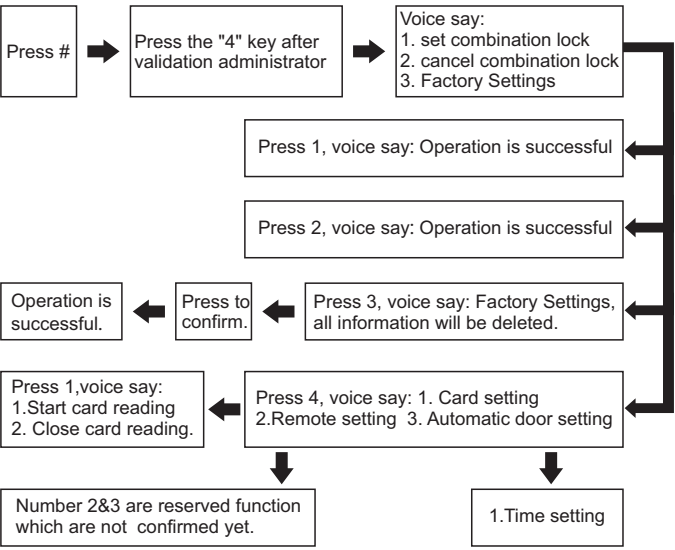 Press #
Press the "4" key after
validation administrator
Voice say:
1. set combination lock
2. cancel combination lock
3. Factory Settings
Press 1, voice say: Operation is successful
Press 2, voice say: Operation is successful
Press 3, voice say: Factory Settings,
all information will be deleted.
Press to
confirm.
Operation is
successful.
Press 4, voice say: 1. Card setting
2.Remote setting 3. Automatic door setting
Press 1,voice say:
1.Start card reading
2. Close card reading.
Number 2&3 are reserved function
which are not confirmed yet.
1.Time setting